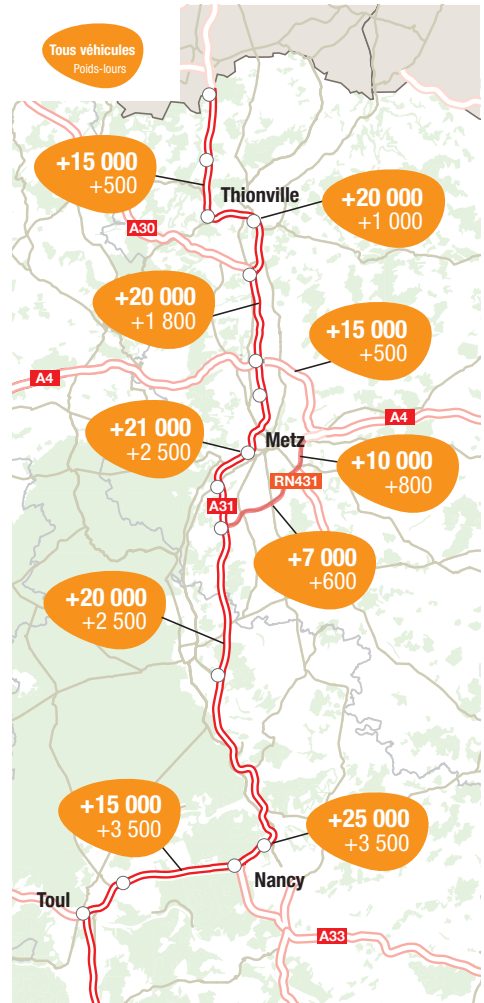 Tous véhicules
Poids-lours
+15 000
+500
Thionville
+20 000
+1 000
A30
+20 000
+1 800
+15 000
+500
A4
A4
+21 000
+2 500
Metz
+10 000
+800
RN431
A31
+7 000
+600
+20 000
+2 500
+15 000
+3 500
+25 000
+3 500
Nancy
Toul
A33